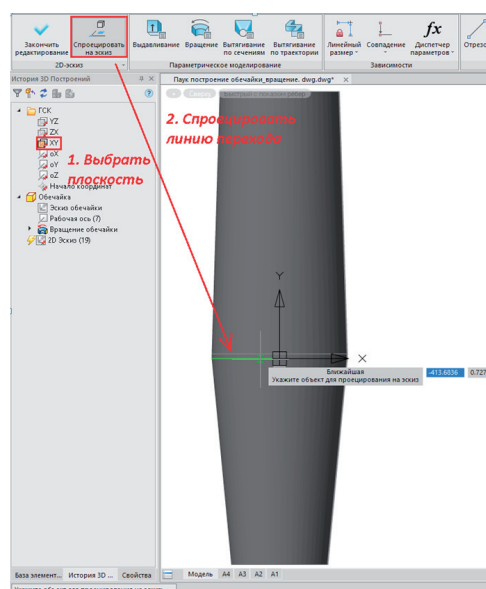 Закончить редактирование
Спроецировать на эскиз
Выдавливание
Вращение
Вытягивание по сечениям
Вытягивание по траектории
Линейный размер
Совпадение
fx
Диспетчер параметров
2D-эскиз
Параметрическое моделирование
Зависимости
История 3D Построений
Паук построение обечайки_вращение. dwg.dwg*
ГСК
YZ
ZX
XY
oX
oY
oZ
Начало координат
Обечайка
Эскиз обечайки
Рабочая ось (7)
Вращение обечайки
2D Эскиз (19)
1. Выбрать
плоскость
2. Спроецировать
линию перехода
Y
X
Ближайшая
Укажите объект для проецирования на эскиз
-413.6836
0.727
База элемент...
История 3D ...
Свойства
Модель
A4
A3
A2
A1